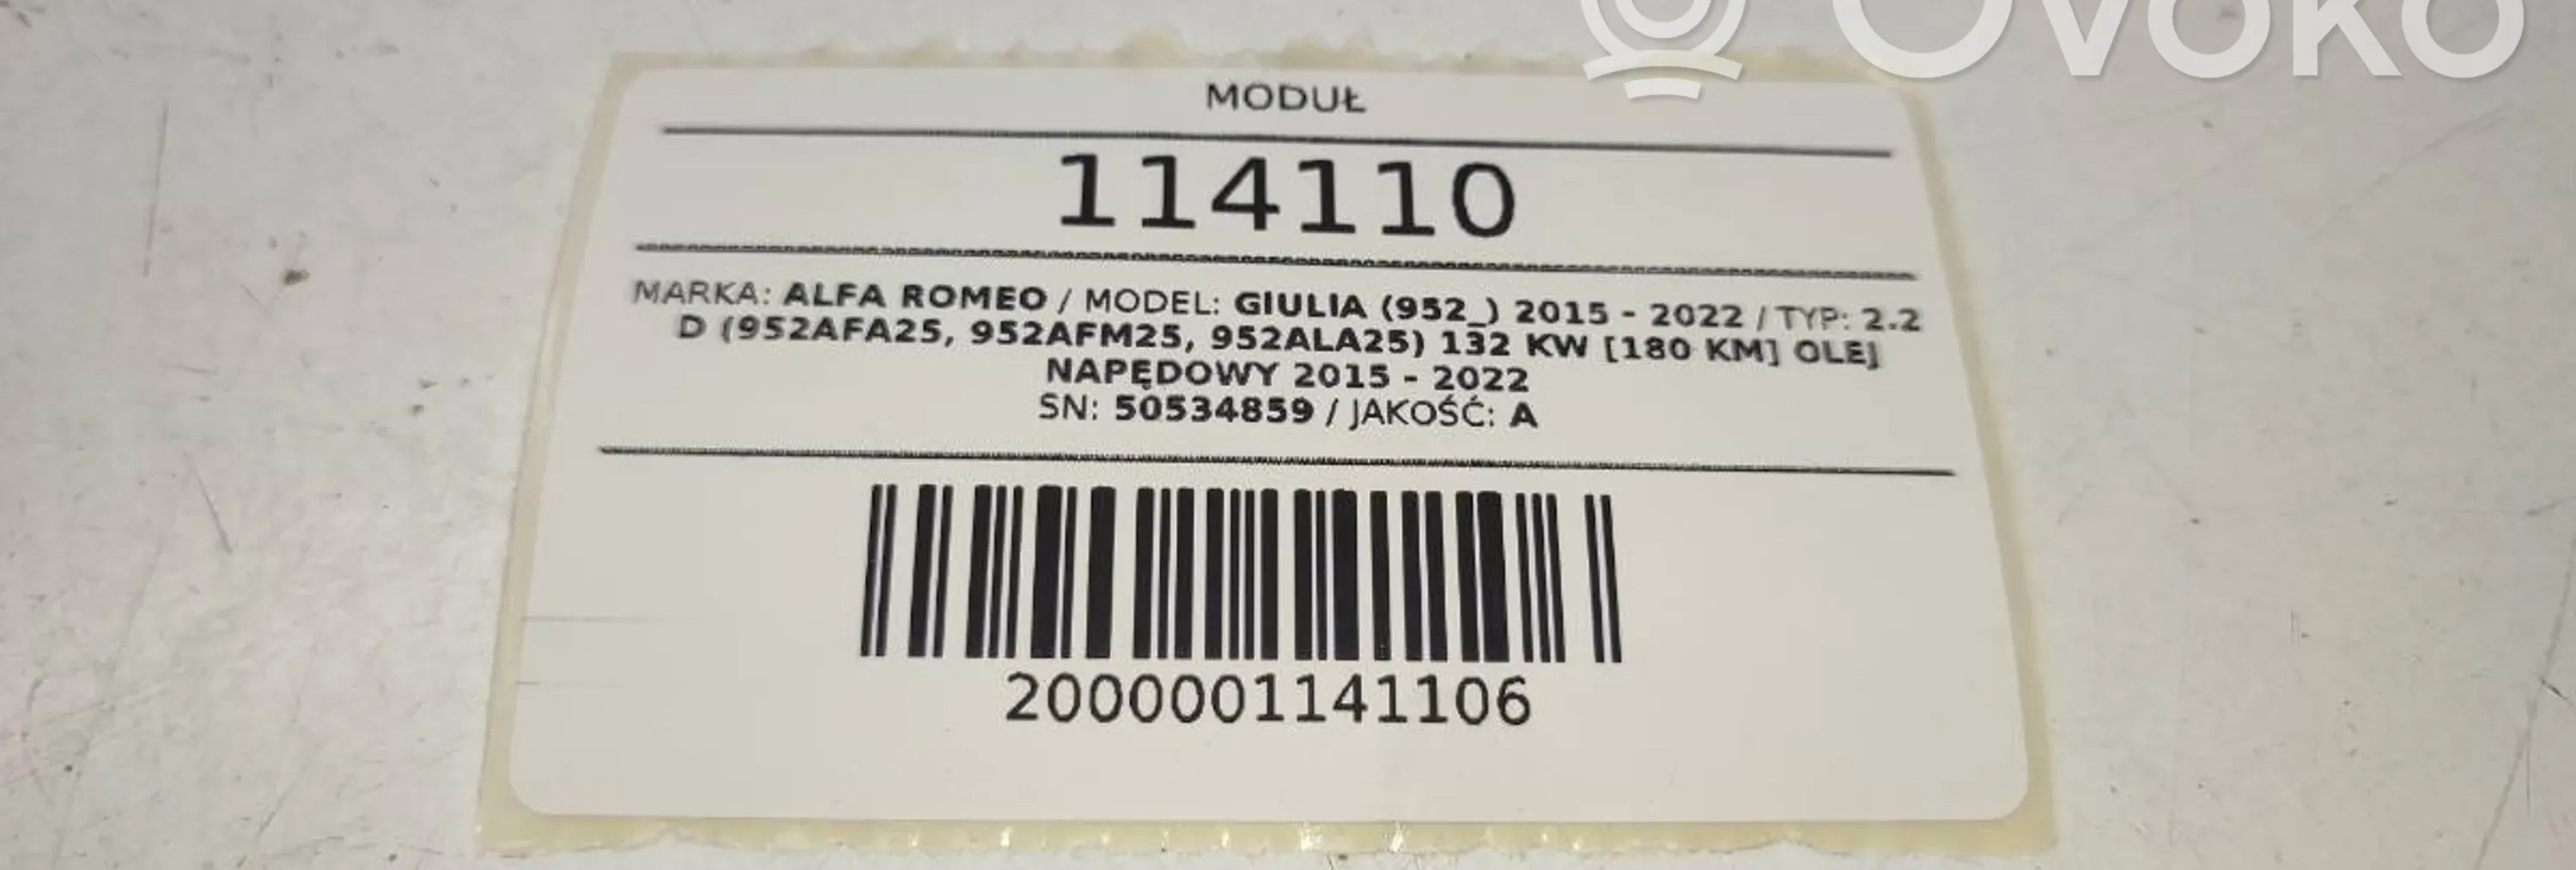 OVOKO
MODUŁ
114110
MARKA: ALFA ROMEO / MODEL: GIULIA (952_) 2015 - 2022 / TYP: 2.2
D (952AFA25, 952AFM25, 952ALA25) 132 KW [180 KM] OLEJ
NAPĘDOWY 2015 - 2022
SN: 50534859 / JAKOŚĆ: A
2000001141106